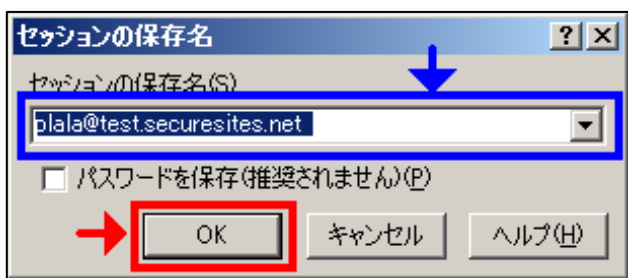 セッションの保存名
セッションの保存名(S)
plala@test.securesites.net
パスワードを保存(推奨されません)(P)
OK キャンセル ヘルプ(H)